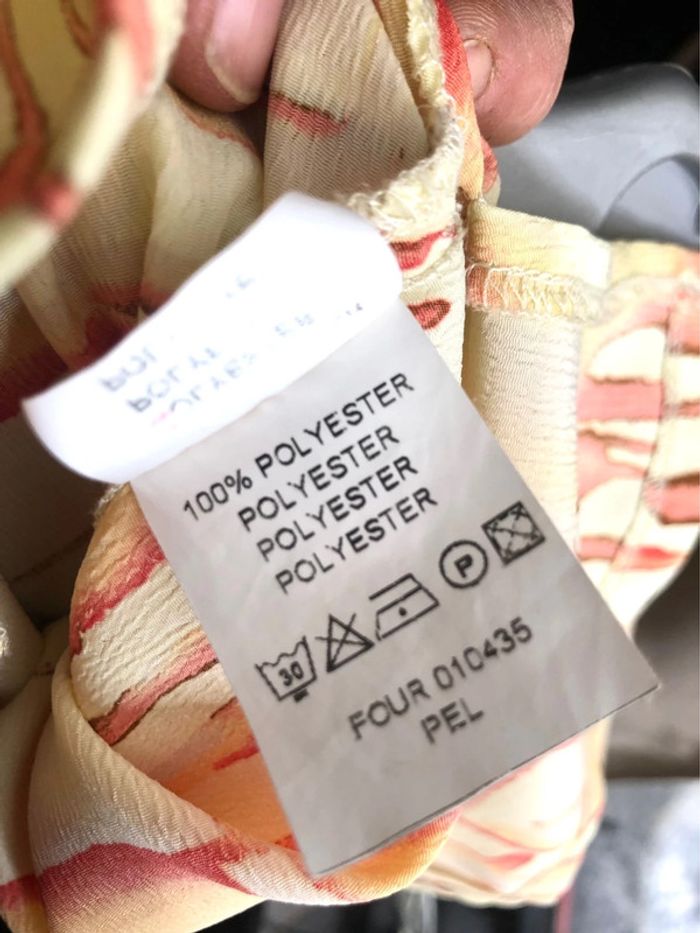 100% POLYESTER
POLYESTER
POLYESTER
POLYESTER
30 P
FOUR 010435
PEL